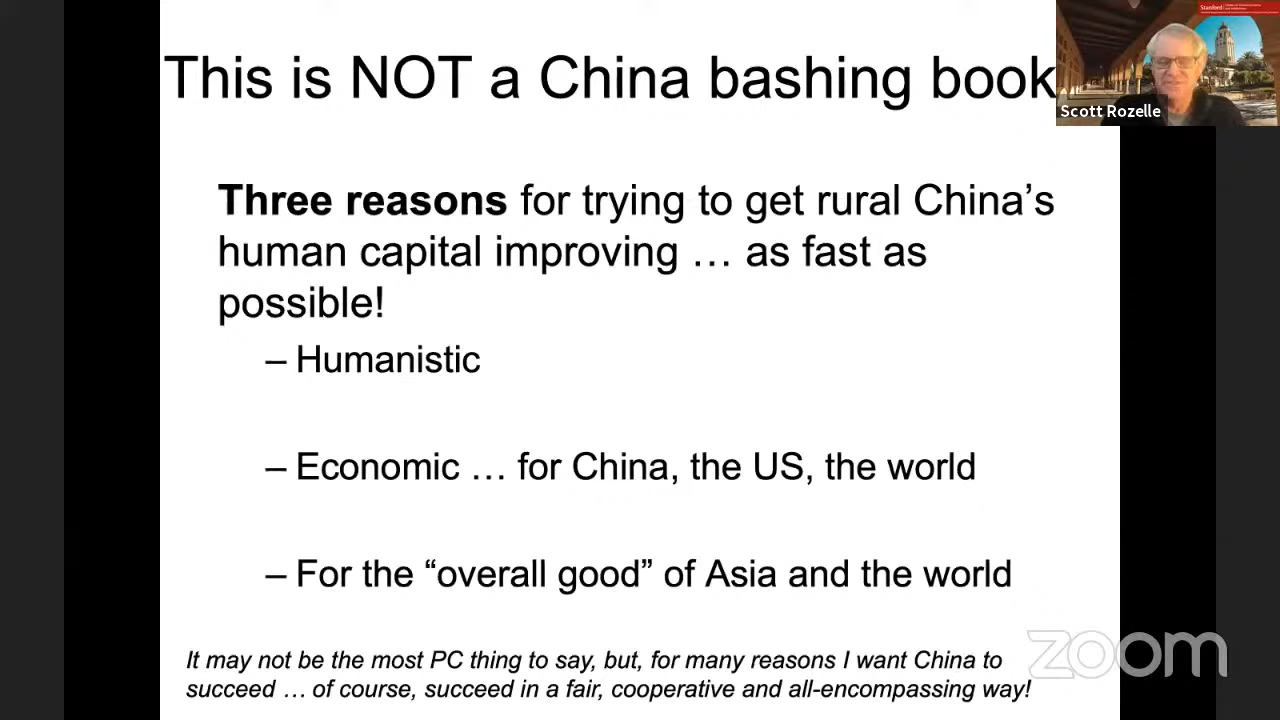 This is NOT a China bashing book
Scott Rozelle
Three reasons for trying to get rural China’s
human capital improving … as fast as
possible!
– Humanistic
– Economic … for China, the US, the world
– For the “overall good” of Asia and the world
It may not be the most PC thing to say, but, for many reasons I want China to
succeed … of course, succeed in a fair, cooperative and all-encompassing way!
zoom
Stanford